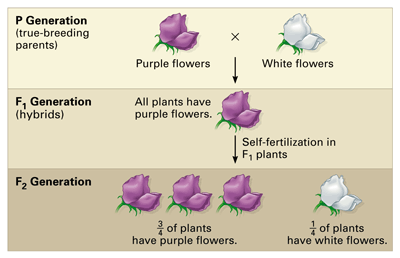 P Generation
(true-breeding
parents)
×
Purple flowers
White flowers
F₁ Generation
(hybrids)
All plants have
purple flowers.
Self-fertilization in
F₁ plants
F₂ Generation
3/4 of plants
have purple flowers.
1/4 of plants
have white flowers.